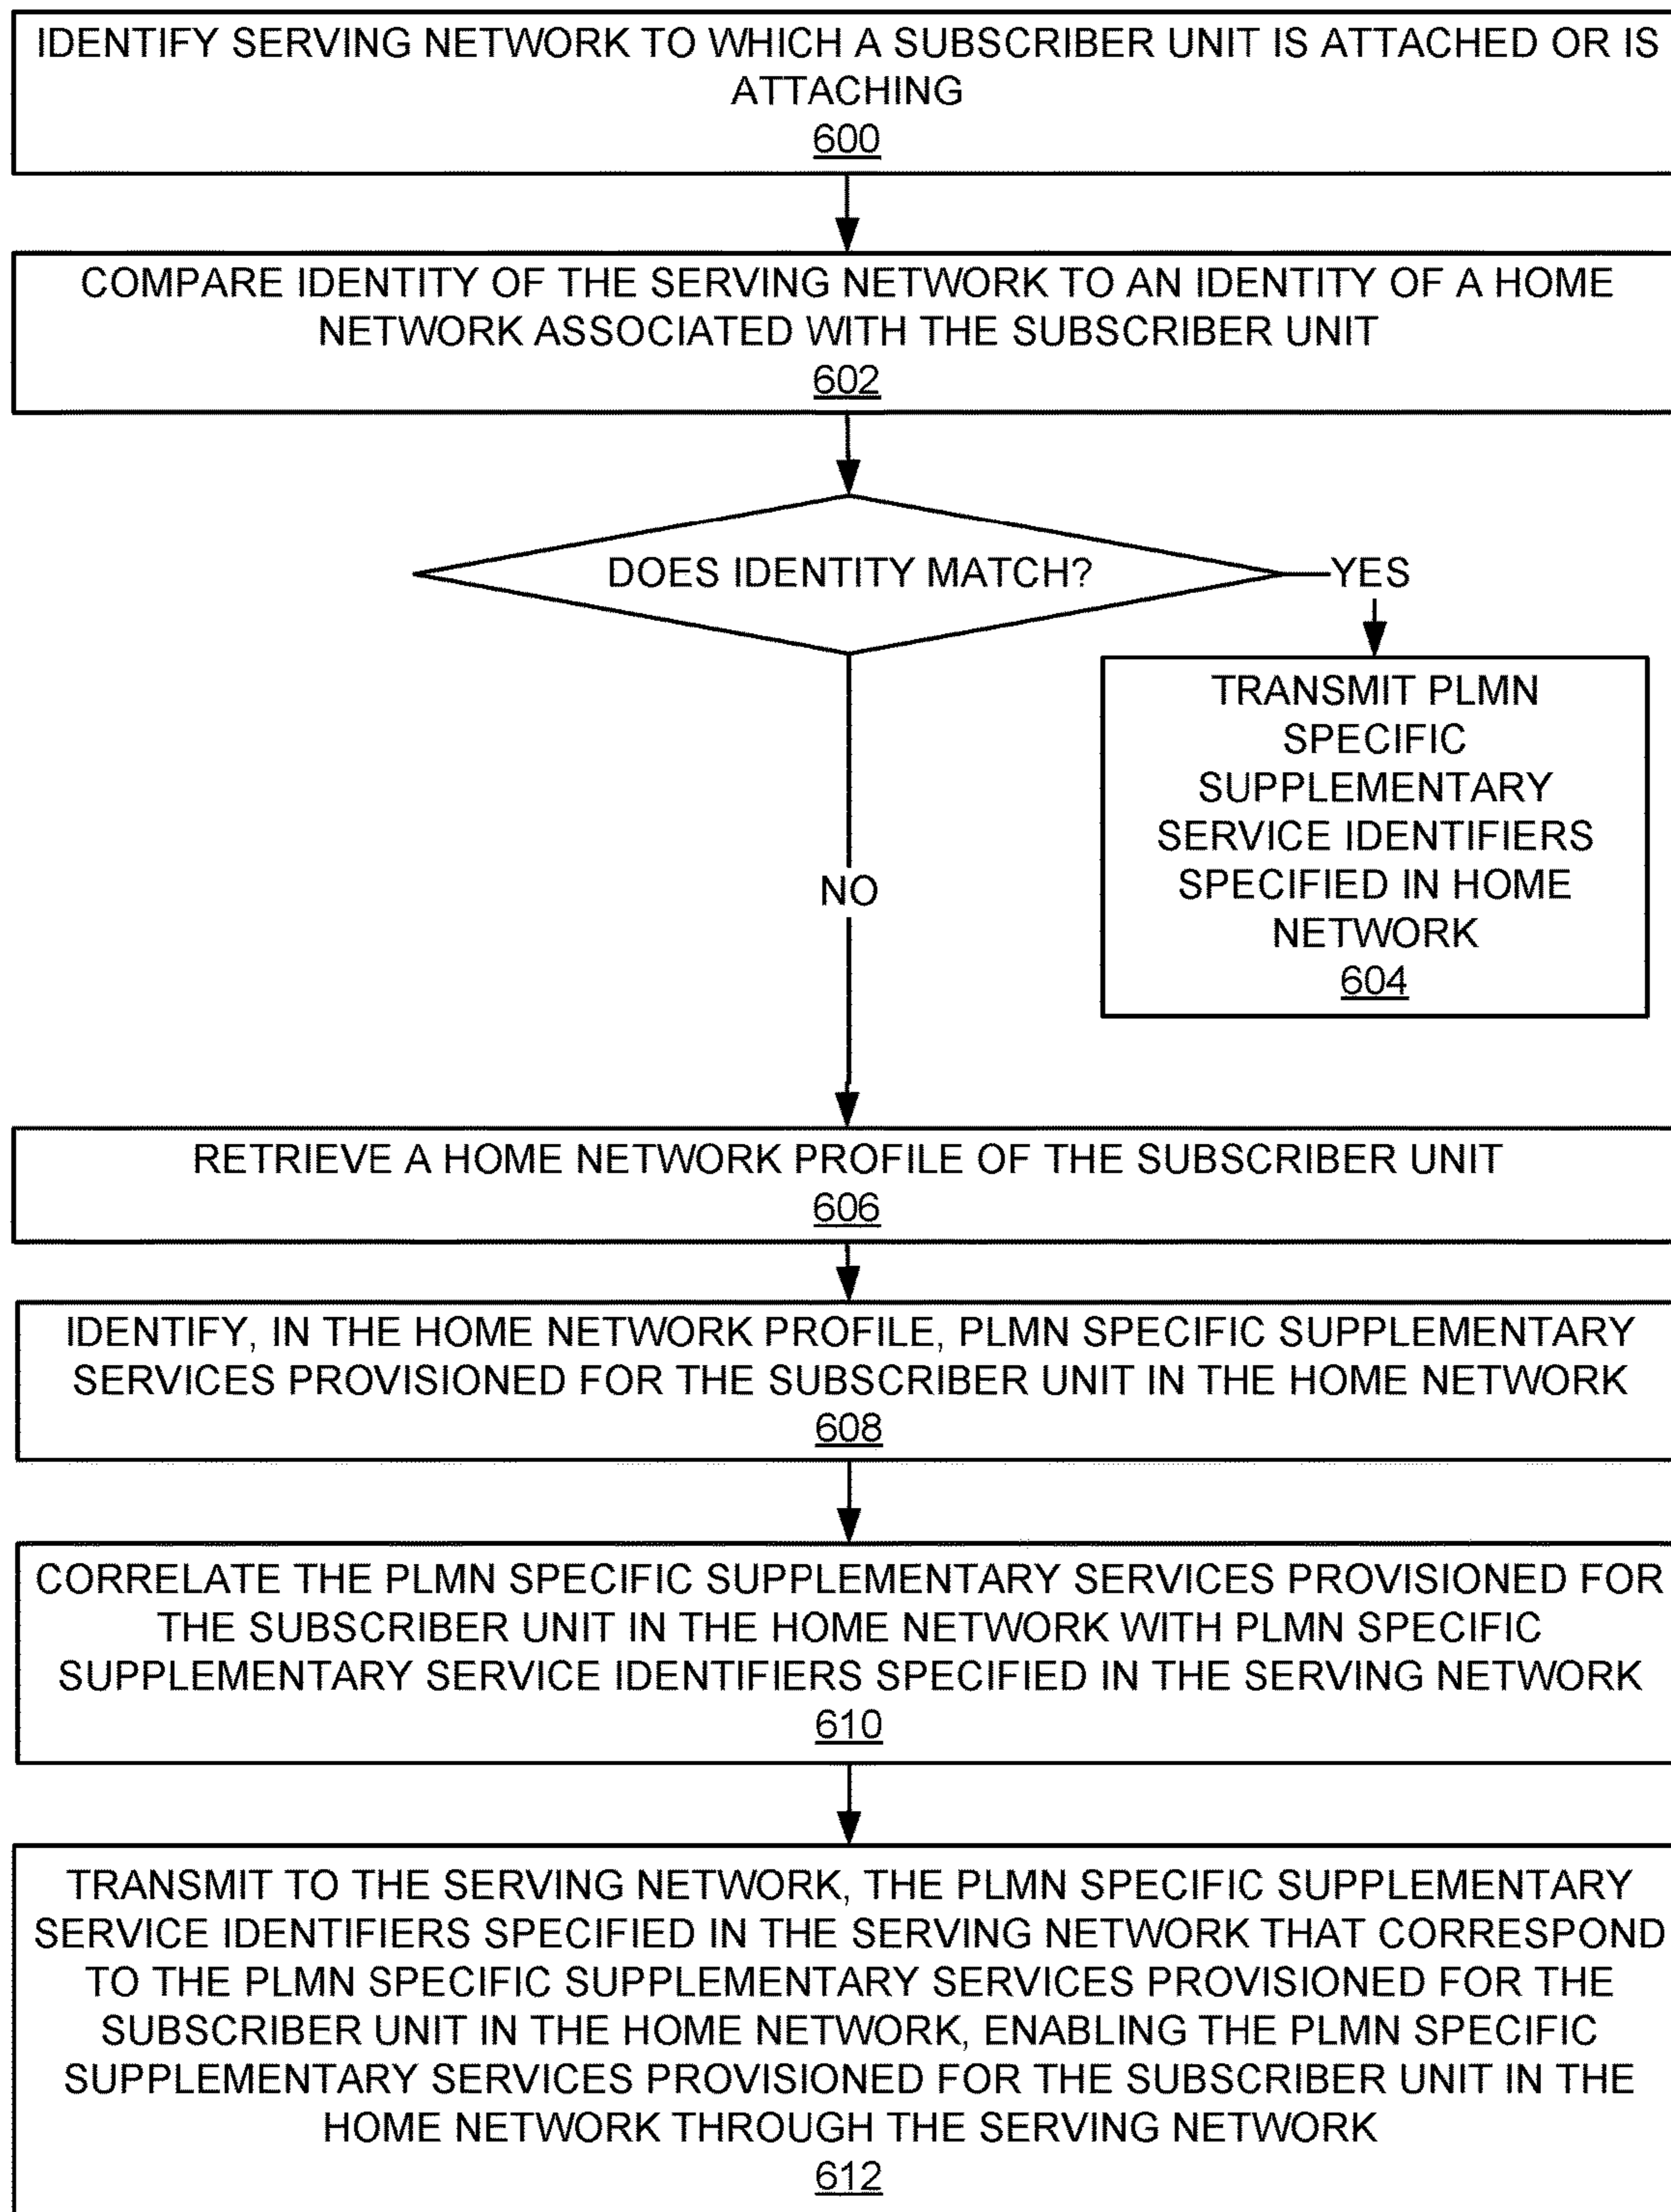 IDENTIFY SERVING NETWORK TO WHICH A SUBSCRIBER UNIT IS ATTACHED OR IS
ATTACHING
600
COMPARE IDENTITY OF THE SERVING NETWORK TO AN IDENTITY OF A HOME
NETWORK ASSOCIATED WITH THE SUBSCRIBER UNIT
602
DOES IDENTITY MATCH?
YES
TRANSMIT PLMN
SPECIFIC
SUPPLEMENTARY
SERVICE IDENTIFIERS
SPECIFIED IN HOME
NETWORK
604
NO
RETRIEVE A HOME NETWORK PROFILE OF THE SUBSCRIBER UNIT
606
IDENTIFY, IN THE HOME NETWORK PROFILE, PLMN SPECIFIC SUPPLEMENTARY
SERVICES PROVISIONED FOR THE SUBSCRIBER UNIT IN THE HOME NETWORK
608
CORRELATE THE PLMN SPECIFIC SUPPLEMENTARY SERVICES PROVISIONED FOR
THE SUBSCRIBER UNIT IN THE HOME NETWORK WITH PLMN SPECIFIC
SUPPLEMENTARY SERVICE IDENTIFIERS SPECIFIED IN THE SERVING NETWORK
610
TRANSMIT TO THE SERVING NETWORK, THE PLMN SPECIFIC SUPPLEMENTARY
SERVICE IDENTIFIERS SPECIFIED IN THE SERVING NETWORK THAT CORRESPOND
TO THE PLMN SPECIFIC SUPPLEMENTARY SERVICES PROVISIONED FOR THE
SUBSCRIBER UNIT IN THE HOME NETWORK, ENABLING THE PLMN SPECIFIC
SUPPLEMENTARY SERVICES PROVISIONED FOR THE SUBSCRIBER UNIT IN THE
HOME NETWORK THROUGH THE SERVING NETWORK
612